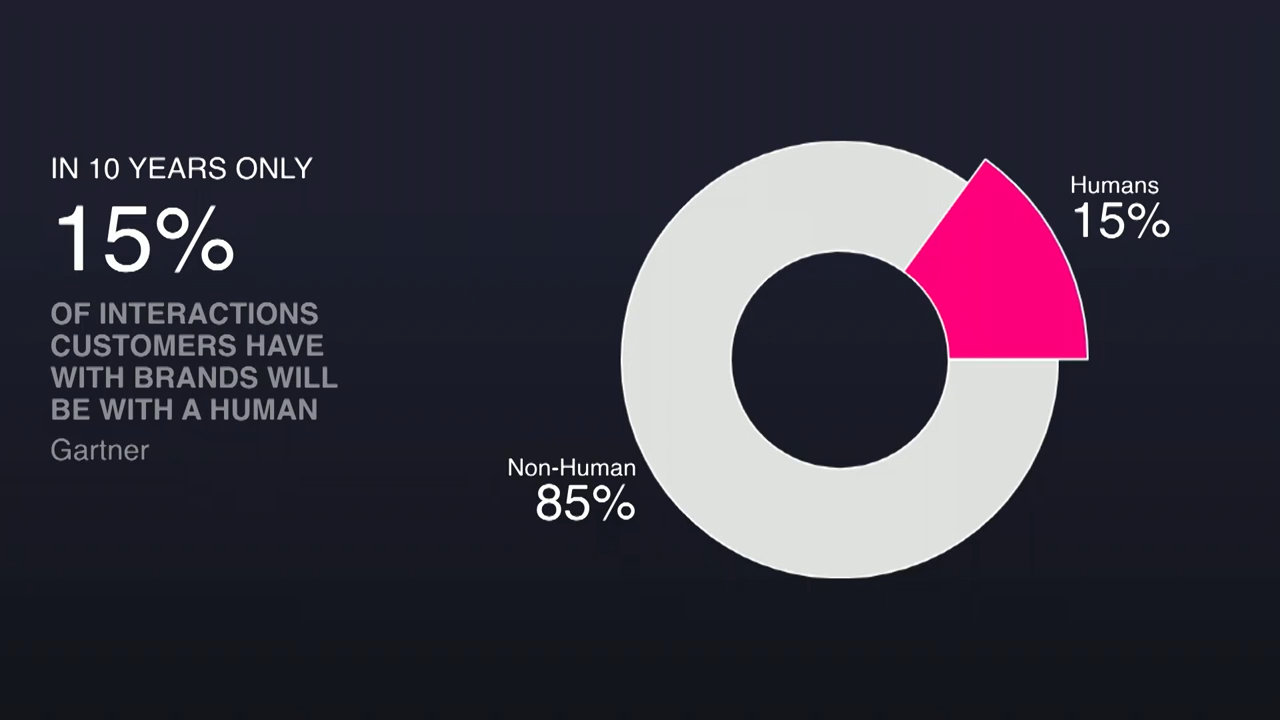 IN 10 YEARS ONLY
15%
OF INTERACTIONS
CUSTOMERS HAVE
WITH BRANDS WILL
BE WITH A HUMAN
Gartner
Humans
15%
Non-Human
85%